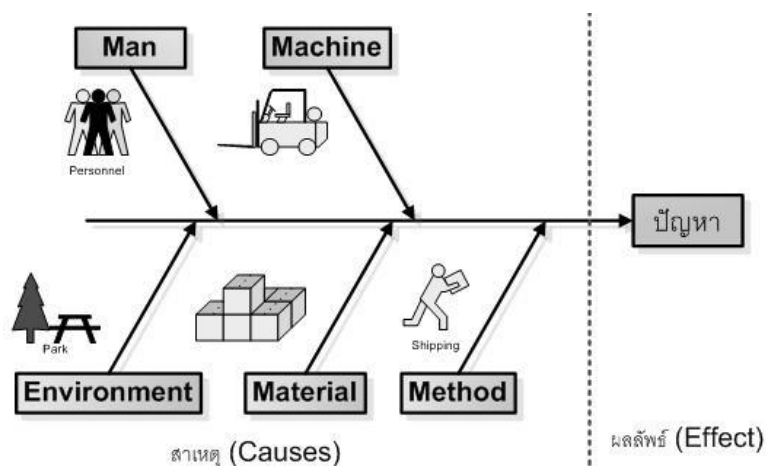 Man
Machine
Personnel
ปัญหา
Park
Shipping
Environment
Material
Method
สาเหตุ (Causes)
ผลลัพธ์ (Effect)